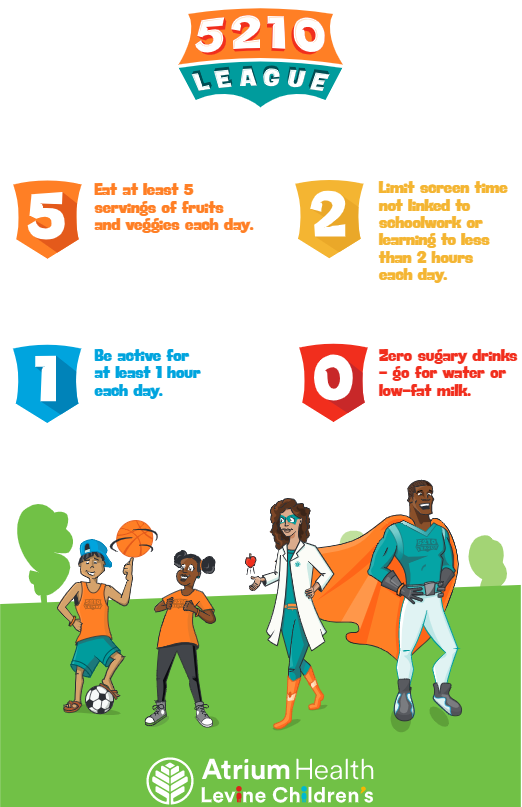 5210
LEAGUE
5
Eat at least 5
servings of fruits
and veggies each day.
2
Limit screen time
not linked to
schoolwork or
learning to less
than 2 hours
each day.
1
Be active for
at least 1 hour
each day.
0
Zero sugary drinks
- go for water or
low-fat milk.
Atrium Health
Levine Children's